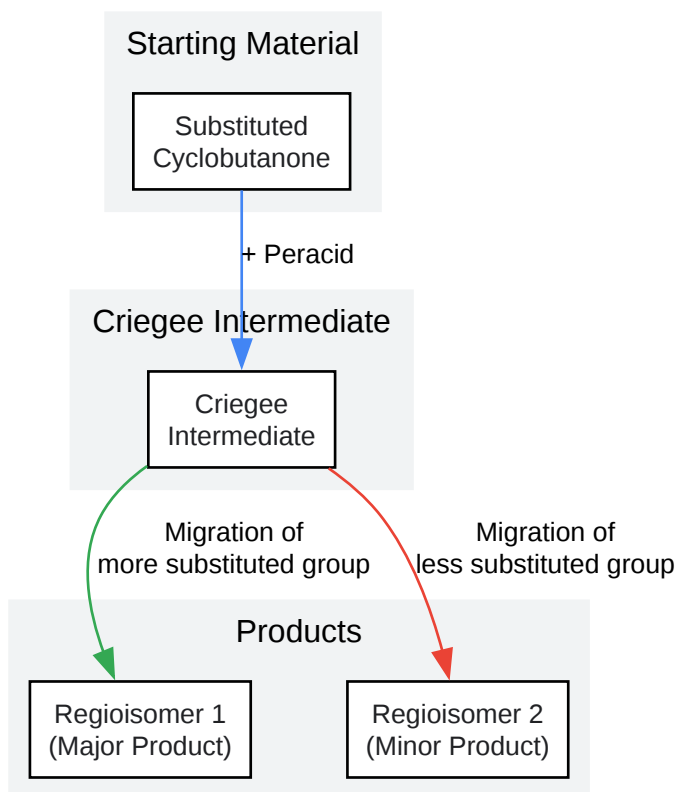 Starting Material
Substituted
Cyclobutanone
+ Peracid
Criegee Intermediate
Criegee
Intermediate
Migration of
more substituted group
Migration of
less substituted group
Products
Regioisomer 1
(Major Product)
Regioisomer 2
(Minor Product)